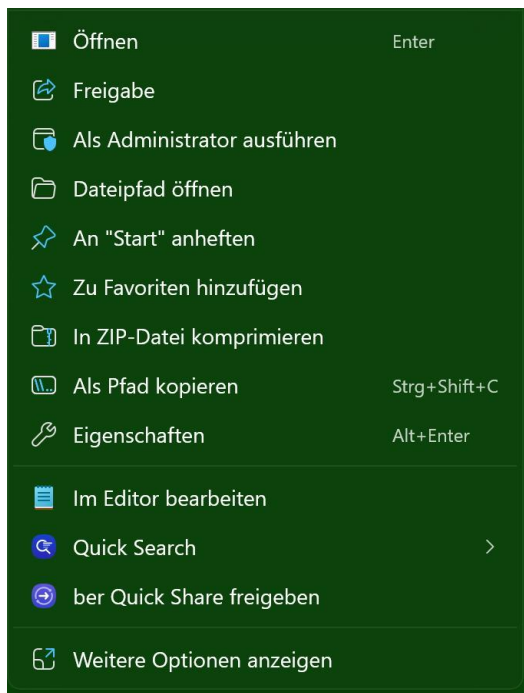 Öffnen Enter
Freigabe
Als Administrator ausführen
Dateipfad öffnen
An "Start" anheften
Zu Favoriten hinzufügen
In ZIP-Datei komprimieren
Als Pfad kopieren Strg+Shift+C
Eigenschaften Alt+Enter
Im Editor bearbeiten
Quick Search
ber Quick Share freigeben
Weitere Optionen anzeigen